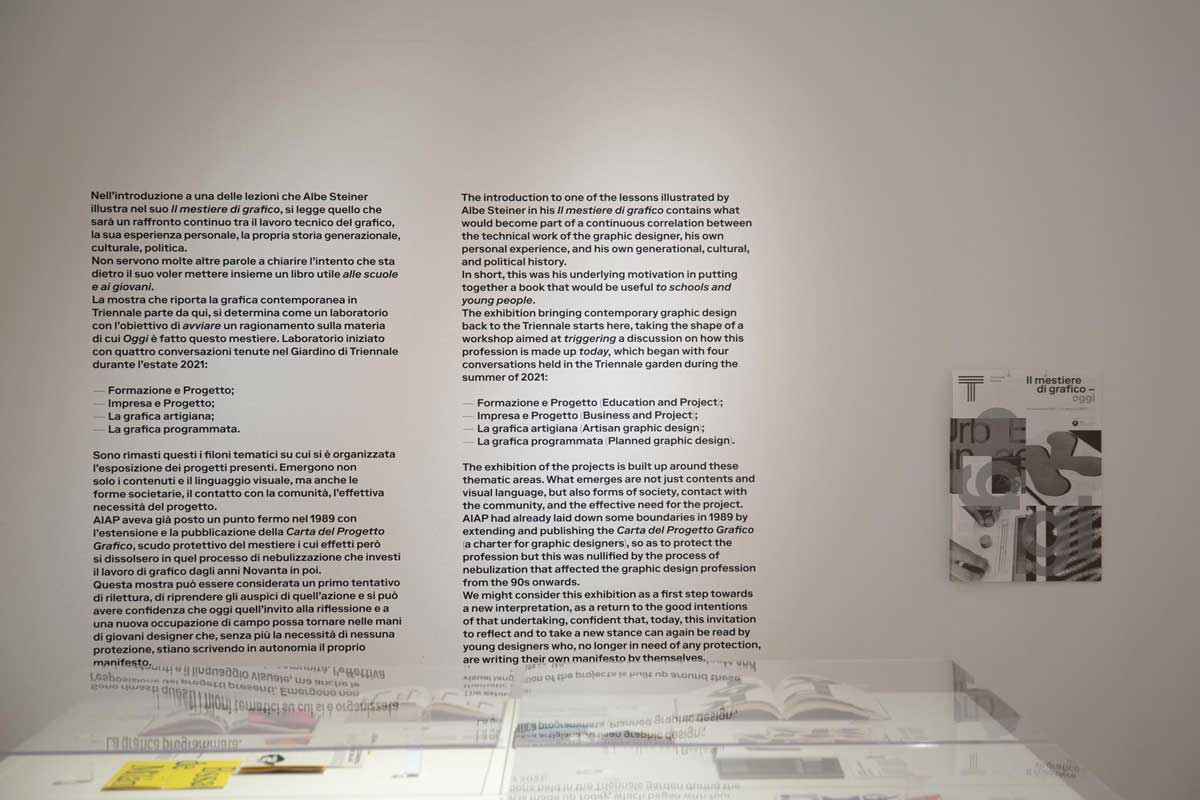 Nell'introduzione a una delle lezioni che Albe Steiner
illustra nel suo Il mestiere di grafico, si legge quello che
sarà un raffronto continuo tra il lavoro tecnico del grafico,
la sua esperienza personale, la propria storia generazionale,
culturale, politica.
Non servono molte altre parole a chiarire l'intento che sta
dietro il suo voler mettere insieme un libro utile alle scuole
e ai giovani.
La mostra che riporta la grafica contemporanea in
Triennale parte da qui, si determina come un laboratorio
con l'obiettivo di avviare un ragionamento sulla materia
di cui Oggi è fatto questo mestiere. Laboratorio iniziato
con quattro conversazioni tenute nel Giardino di Triennale
durante l'estate 2021:
— Formazione e Progetto;
— Impresa e Progetto;
— La grafica artigiana;
— La grafica programmata.
Sono rimasti questi i filoni tematici su cui si è organizzata
l'esposizione dei progetti presenti. Emergono non
solo i contenuti e il linguaggio visuale, ma anche le
forme societarie, il contatto con la comunità, l'effettiva
necessità del progetto.
AIAP aveva già posto un punto fermo nel 1989 con
l'estensione e la pubblicazione della Carta del Progetto
Grafico, scudo protettivo del mestiere i cui effetti però
si dissolsero in quel processo di nebulizzazione che investì
il lavoro di grafico dagli anni Novanta in poi.
Questa mostra può essere considerata un primo tentativo
di rilettura, di riprendere gli auspici di quell'azione e si può
avere confidenza che oggi quell'invito alla riflessione e a
una nuova occupazione di campo possa tornare nelle mani
di giovani designer che, senza più la necessità di nessuna
protezione, stiano scrivendo in autonomia il proprio
manifesto.
The introduction to one of the lessons illustrated by
Albe Steiner in his Il mestiere di grafico contains what
would become part of a continuous correlation between
the technical work of the graphic designer, his own
personal experience, and his own generational, cultural,
and political history.
In short, this was his underlying motivation in putting
together a book that would be useful to schools and
young people.
The exhibition bringing contemporary graphic design
back to the Triennale starts here, taking the shape of a
workshop aimed at triggering a discussion on how this
profession is made up today, which began with four
conversations held in the Triennale garden during the
summer of 2021:
— Formazione e Progetto (Education and Project);
— Impresa e Progetto (Business and Project);
— La grafica artigiana (Artisan graphic design);
— La grafica programmata (Planned graphic design).
The exhibition of the projects is built up around these
thematic areas. What emerges are not just contents and
visual language, but also forms of society, contact with
the community, and the effective need for the project.
AIAP had already laid down some boundaries in 1989 by
extending and publishing the Carta del Progetto Grafico
(a charter for graphic designers), so as to protect the
profession but this was nullified by the process of
nebulization that affected the graphic design profession
from the 90s onwards.
We might consider this exhibition as a first step towards
a new interpretation, as a return to the good intentions
of that undertaking, confident that, today, this invitation
to reflect and to take a new stance can again be read by
young designers who, no longer in need of any protection,
are writing their own manifesto by themselves.
Il mestiere
di grafico –
oggi